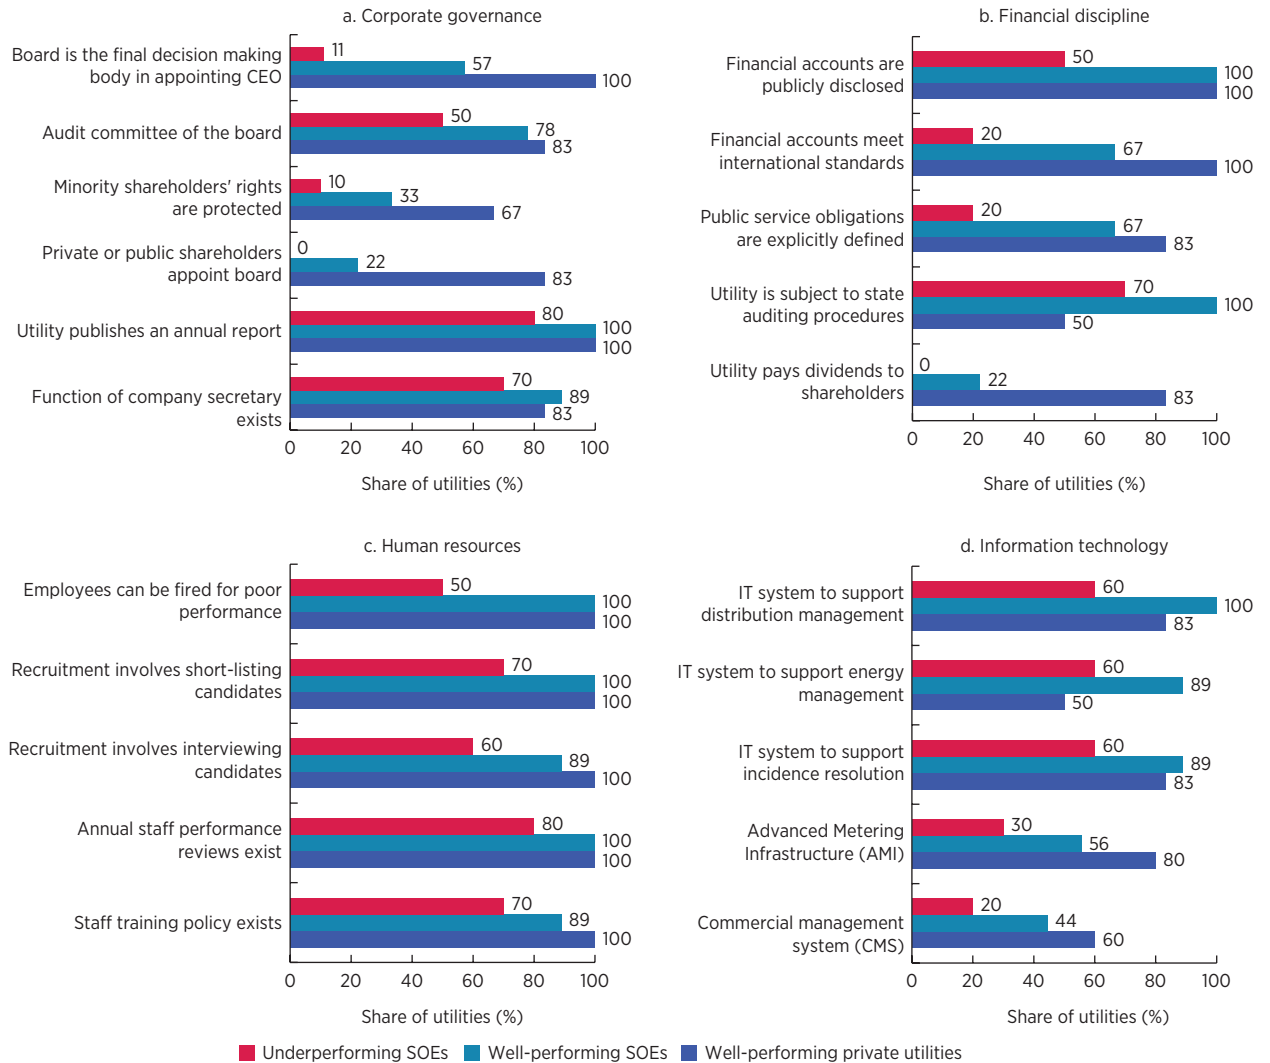 a. Corporate governance
Board is the final decision making
body in appointing CEO
11
57
100
Audit committee of the board
50
78
83
Minority shareholders' rights
are protected
10
33
67
Private or public shareholders
appoint board
0
22
83
Utility publishes an annual report
80
100
100
Function of company secretary
exists
70
89
83
0 20 40 60 80 100
Share of utilities (%)
b. Financial discipline
Financial accounts are
publicly disclosed
50
100
100
Financial accounts meet
international standards
20
67
100
Public service obligations
are explicitly defined
20
67
83
Utility is subject to state
auditing procedures
70
100
50
Utility pays dividends to
shareholders
0
22
83
0 20 40 60 80 100
Share of utilities (%)
c. Human resources
Employees can be fired for poor
performance
50
100
100
Recruitment involves short-listing
candidates
70
100
100
Recruitment involves interviewing
candidates
60
89
100
Annual staff performance
reviews exist
80
100
100
Staff training policy exists
70
89
100
0 20 40 60 80 100
Share of utilities (%)
d. Information technology
IT system to support
distribution management
60
100
83
IT system to support energy
management
60
89
50
IT system to support
incidence resolution
60
89
83
Advanced Metering
Infrastructure (AMI)
30
56
80
Commercial management
system (CMS)
20
44
60
0 20 40 60 80 100
Share of utilities (%)
Underperforming SOEs Well-performing SOEs Well-performing private utilities